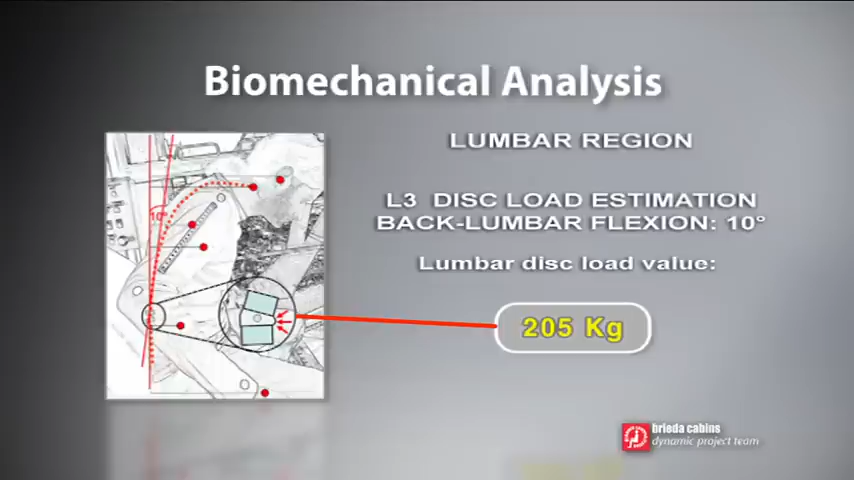 Biomechanical Analysis
LUMBAR REGION
L3 DISC LOAD ESTIMATION
BACK-LUMBAR FLEXION: 10°
Lumbar disc load value:
10°
205 Kg
brieda cabins
dynamic project team